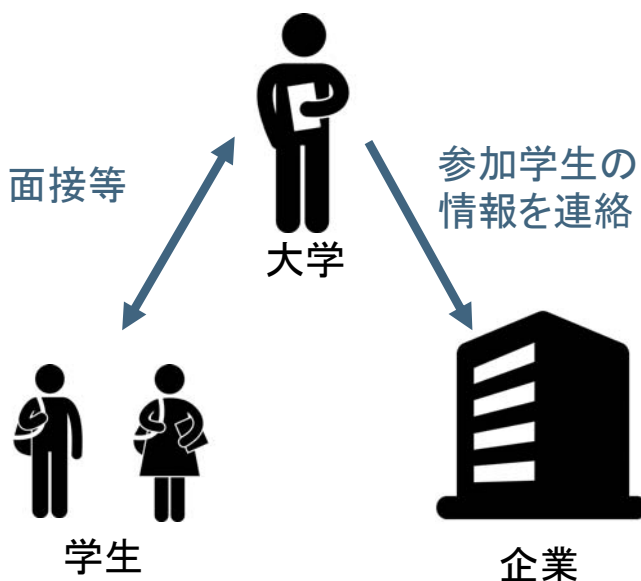 面接等
参加学生の
情報を連絡
大学
学生
企業